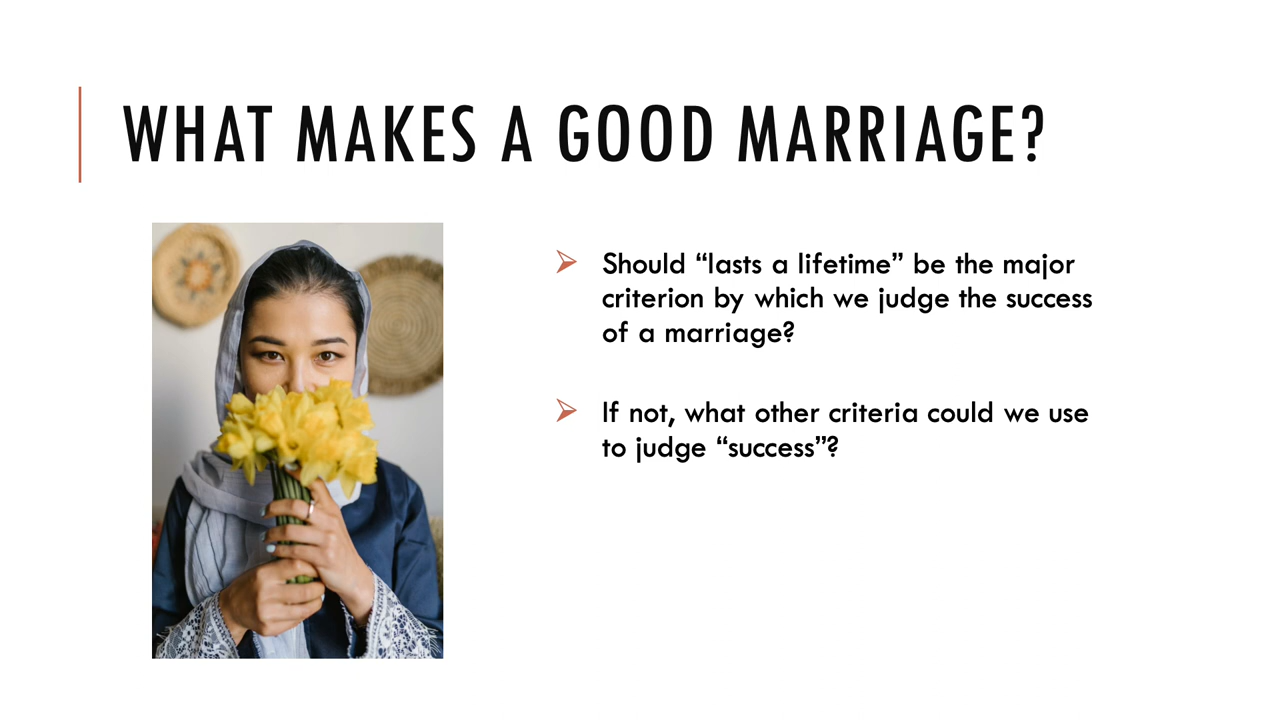 WHAT MAKES A GOOD MARRIAGE?
Should “lasts a lifetime” be the major
criterion by which we judge the success
of a marriage?
If not, what other criteria could we use
to judge “success”?